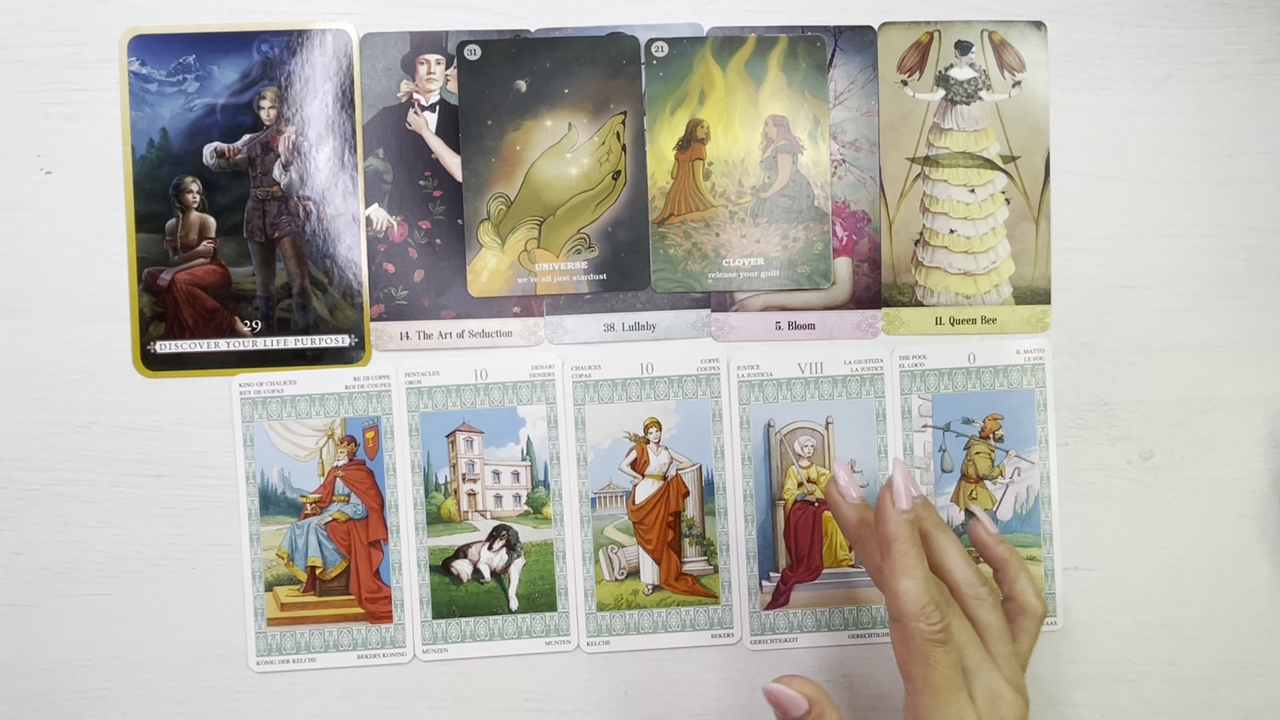 31
21
UNIVERSE
we're all just stardust
CLOVER
release your guilt
29
DISCOVER YOUR LIFE PURPOSE
14. The Art of Seduction
38. Lullaby
5. Bloom
11. Queen Bee
KING OF CHALICES
REY DE COPAS
RE DI COPPE
ROI DE COUPES
KÖNIG DER KELCHE
BEKERS KONING
PENTACLES
OROS
10
DENARI
DENIERS
MÜNZEN
MUNTEN
CHALICES
COPAS
10
COPPE
COUPES
KELCHE
BEKERS
JUSTICE
LA JUSTICIA
VIII
LA GIUSTIZIA
LA JUSTICE
GERECHTIGKEIT
THE FOOL
EL LOCO
0
IL MATTO
LE FOU